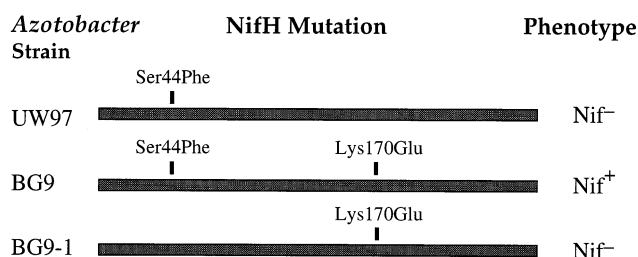 Azotobacter NifH Mutation Phenotype
Strain
Ser44Phe
UW97 Nif−
Ser44Phe Lys170Glu
BG9 Nif+
Lys170Glu
BG9-1 Nif−